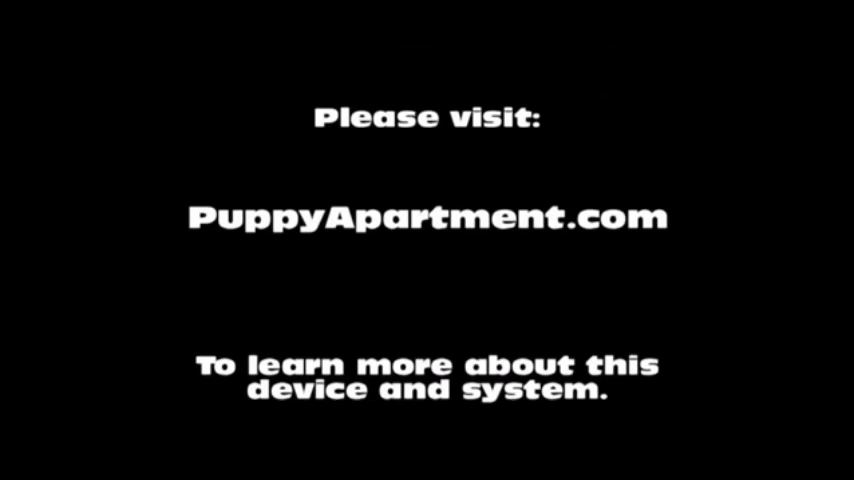 Please visit:
PuppyApartment.com
To learn more about this
device and system.